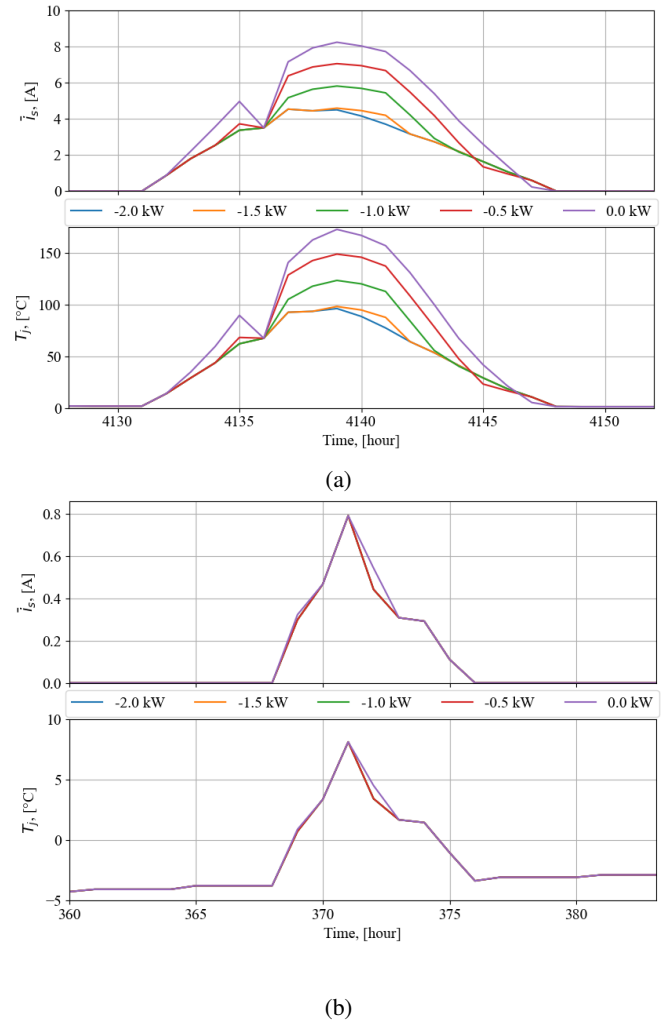 10
8
6
4
2
0
īs, [A]
-2.0 kW -1.5 kW -1.0 kW -0.5 kW 0.0 kW
150
100
50
0
Tj, [°C]
4130 4135 4140 4145 4150
Time, [hour]
(a)
0.8
0.6
0.4
0.2
0.0
īs, [A]
-2.0 kW -1.5 kW -1.0 kW -0.5 kW 0.0 kW
10
5
0
−5
Tj, [°C]
360 365 370 375 380
Time, [hour]
(b)